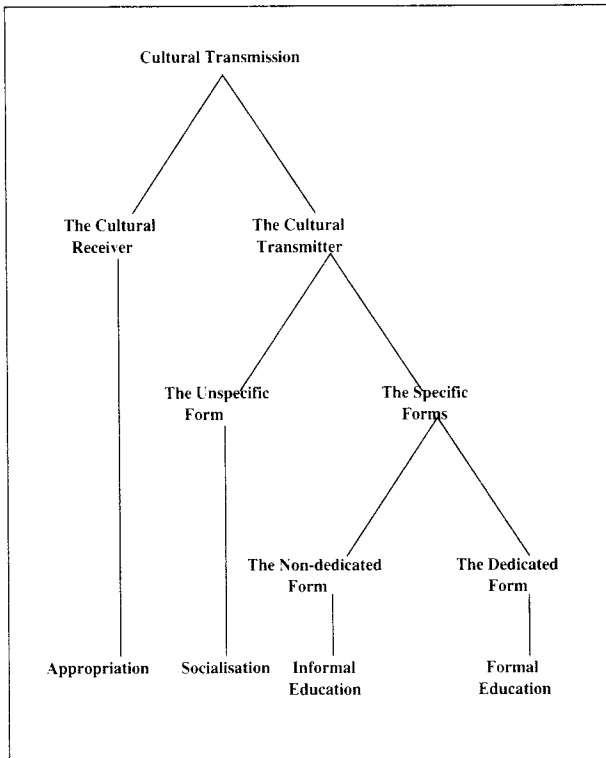 Cultural Transmission
The Cultural
Receiver
The Cultural
Transmitter
The Unspecific
Form
The Specific
Forms
The Non-dedicated
Form
The Dedicated
Form
Appropriation
Socialisation
Informal
Education
Formal
Education